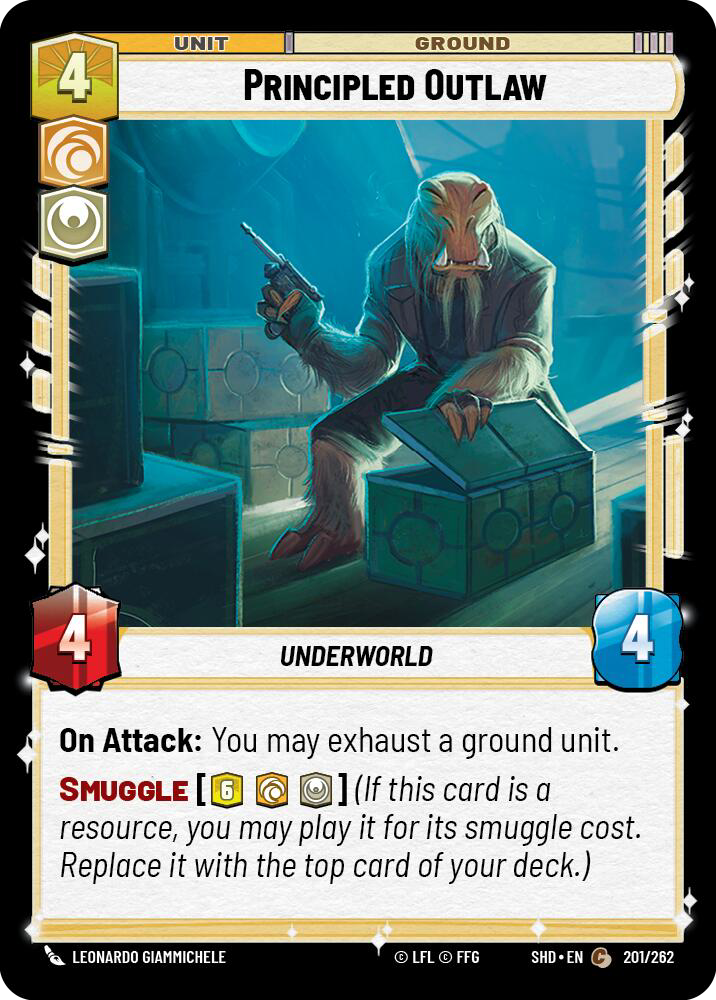 UNIT
GROUND
4
PRINCIPLED OUTLAW
4
UNDERWORLD
4
On Attack: You may exhaust a ground unit.
SMUGGLE [6] (If this card is a
resource, you may play it for its smuggle cost.
Replace it with the top card of your deck.)
LEONARDO GIAMMICHELE
© LFL © FFG
SHD • EN C 201/262